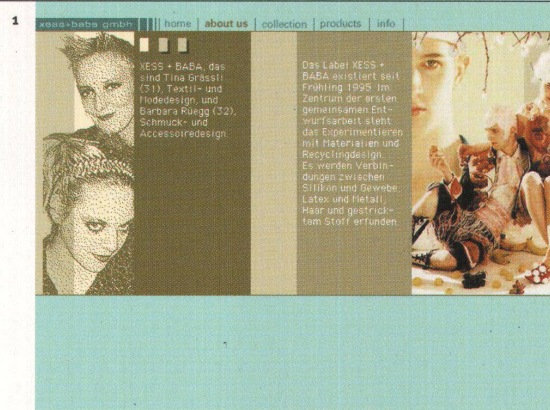 1
xess+baba gmbh | home | about us | collection | products | info |
XESS + BABA, das
sind Tina Grässli
(31), Textil- und
Modedesign, und
Barbara Rüegg (32),
Schmuck- und
Accessoiredesign.
Das Label XESS +
BABA existiert seit
Frühling 1995. Im
Zentrum der ersten
gemeinsamen Ent-
wurfsarbeit steht
das Experimentieren
mit Materialien und
Recyclingdesign.
Es werden Verbin-
dungen zwischen
Silikon und Gewebe,
Latex und Metall,
Haar und gestrick-
tem Stoff erfunden.